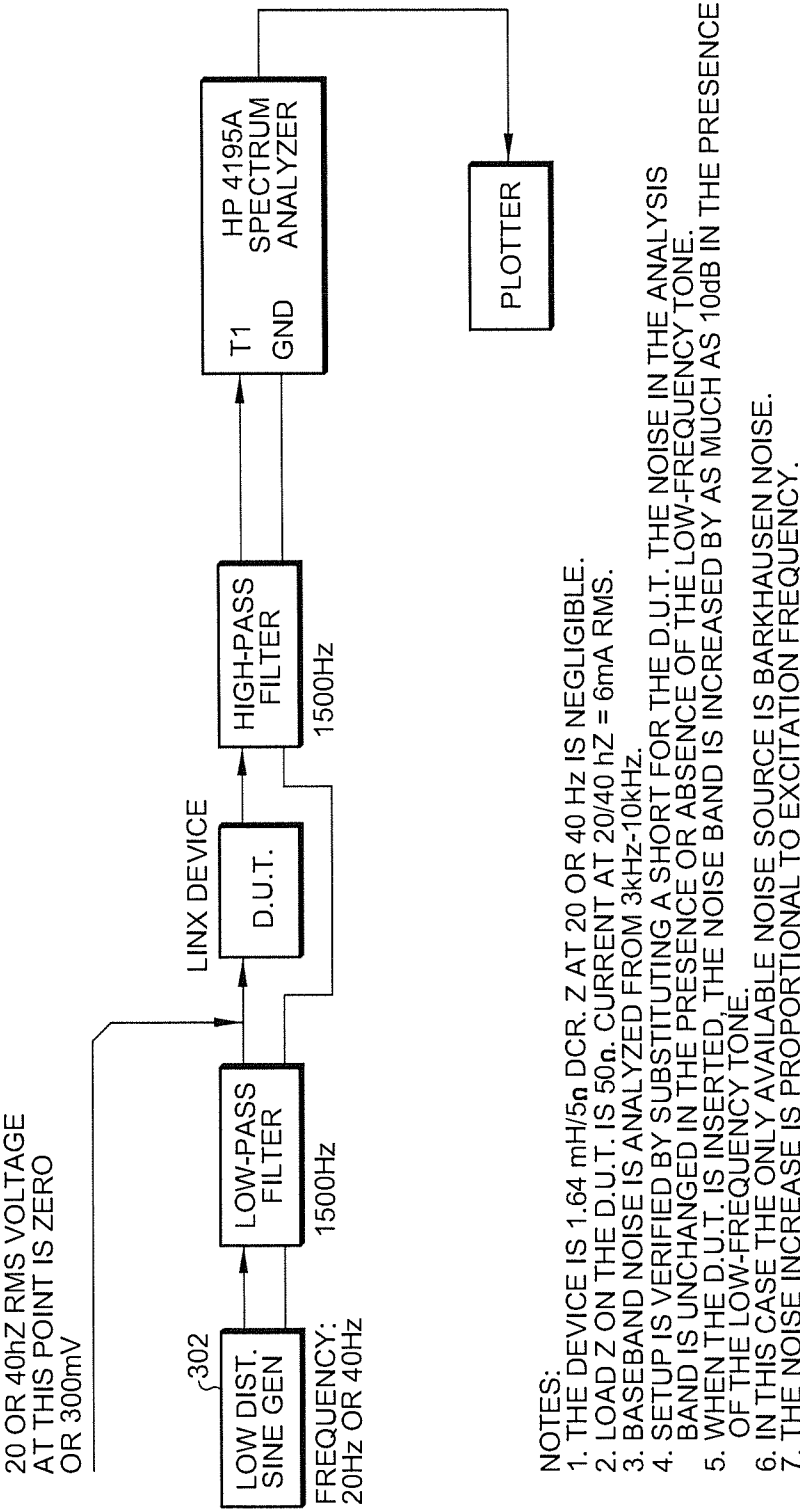 20 OR 40hZ RMS VOLTAGE
AT THIS POINT IS ZERO
OR 300mV
302
LOW DIST.
SINE GEN
FREQUENCY:
20Hz OR 40Hz
LOW-PASS
FILTER
1500Hz
LINX DEVICE
D.U.T.
HIGH-PASS
FILTER
1500Hz
T1
GND
HP 4195A
SPECTRUM
ANALYZER
PLOTTER
NOTES:
1. THE DEVICE IS 1.64 mH/5n DCR. Z AT 20 OR 40 Hz IS NEGLIGIBLE.
2. LOAD Z ON THE D.U.T. IS 50n. CURRENT AT 20/40 hZ = 6mA RMS.
3. BASEBAND NOISE IS ANALYZED FROM 3kHz-10kHz.
4. SETUP IS VERIFIED BY SUBSTITUTING A SHORT FOR THE D.U.T. THE NOISE IN THE ANALYSIS
BAND IS UNCHANGED IN THE PRESENCE OR ABSENCE OF THE LOW-FREQUENCY TONE.
5. WHEN THE D.U.T. IS INSERTED, THE NOISE BAND IS INCREASED BY AS MUCH AS 10dB IN THE PRESENCE
OF THE LOW-FREQUENCY TONE.
6. IN THIS CASE THE ONLY AVAILABLE NOISE SOURCE IS BARKHAUSEN NOISE.
7. THE NOISE INCREASE IS PROPORTIONAL TO EXCITATION FREQUENCY.